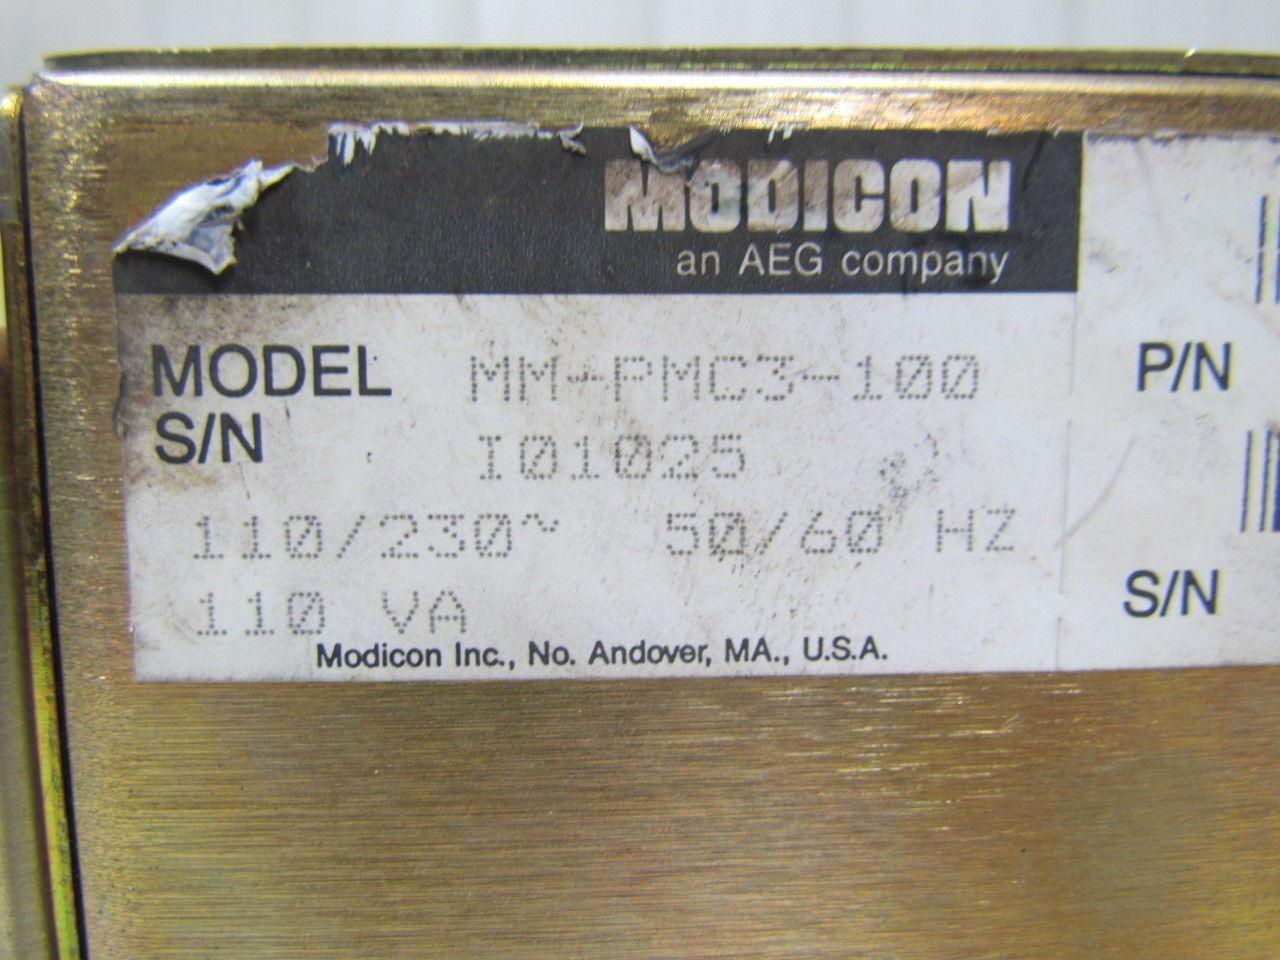 MODICON
an AEG company
MODEL MM-PMC3-100
S/N I01025
110/230~ 50/60 HZ
110 VA
Modicon Inc., No. Andover, MA., U.S.A.
P/N
S/N